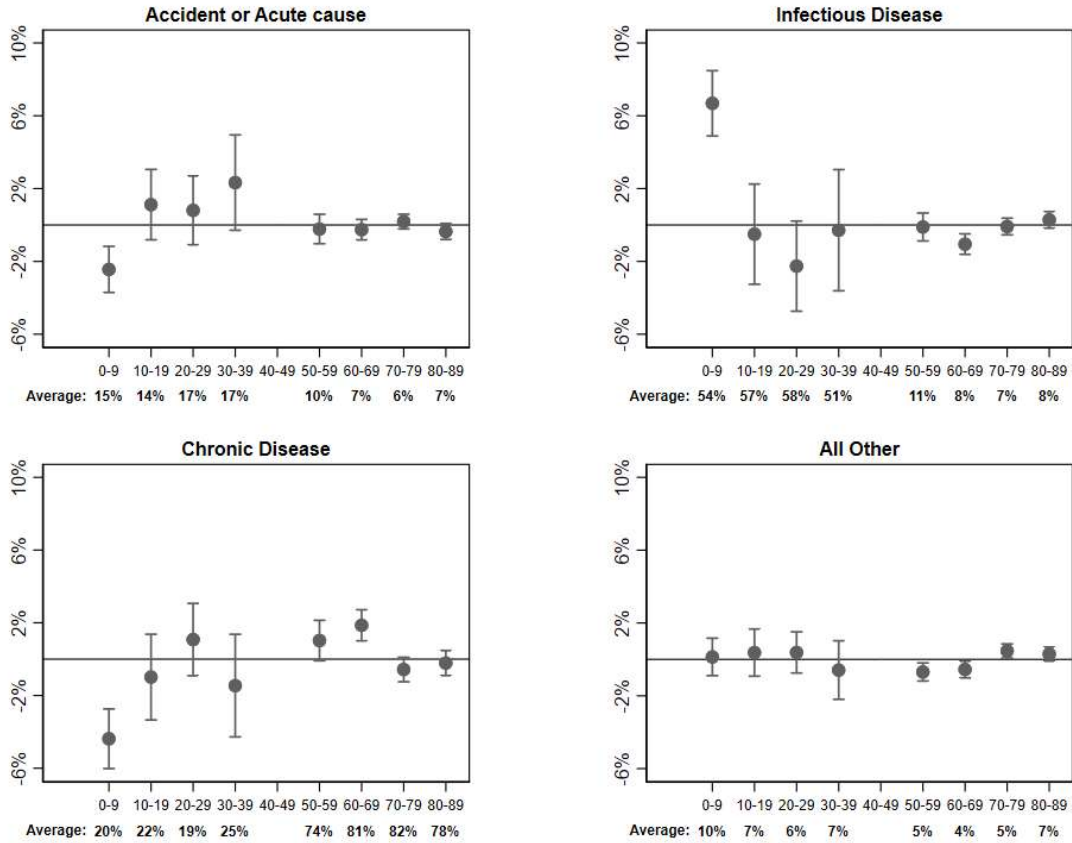 Accident or Acute cause
10%
6%
2%
-2%
-6%
0-9 10-19 20-29 30-39 40-49 50-59 60-69 70-79 80-89
Average: 15% 14% 17% 17% 10% 7% 6% 7%
Infectious Disease
10%
6%
2%
-2%
-6%
0-9 10-19 20-29 30-39 40-49 50-59 60-69 70-79 80-89
Average: 54% 57% 58% 51% 11% 8% 7% 8%
Chronic Disease
10%
6%
2%
-2%
-6%
0-9 10-19 20-29 30-39 40-49 50-59 60-69 70-79 80-89
Average: 20% 22% 19% 25% 74% 81% 82% 78%
All Other
10%
6%
2%
-2%
-6%
0-9 10-19 20-29 30-39 40-49 50-59 60-69 70-79 80-89
Average: 10% 7% 6% 7% 5% 4% 5% 7%